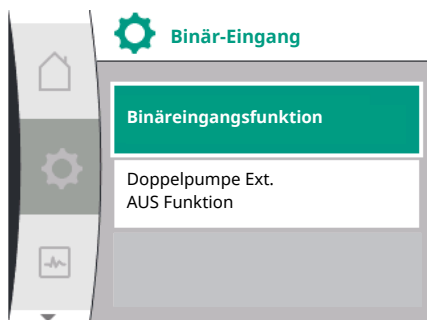 Binär-Eingang
Binäreingangsfunktion
Doppelpumpe Ext.
AUS Funktion